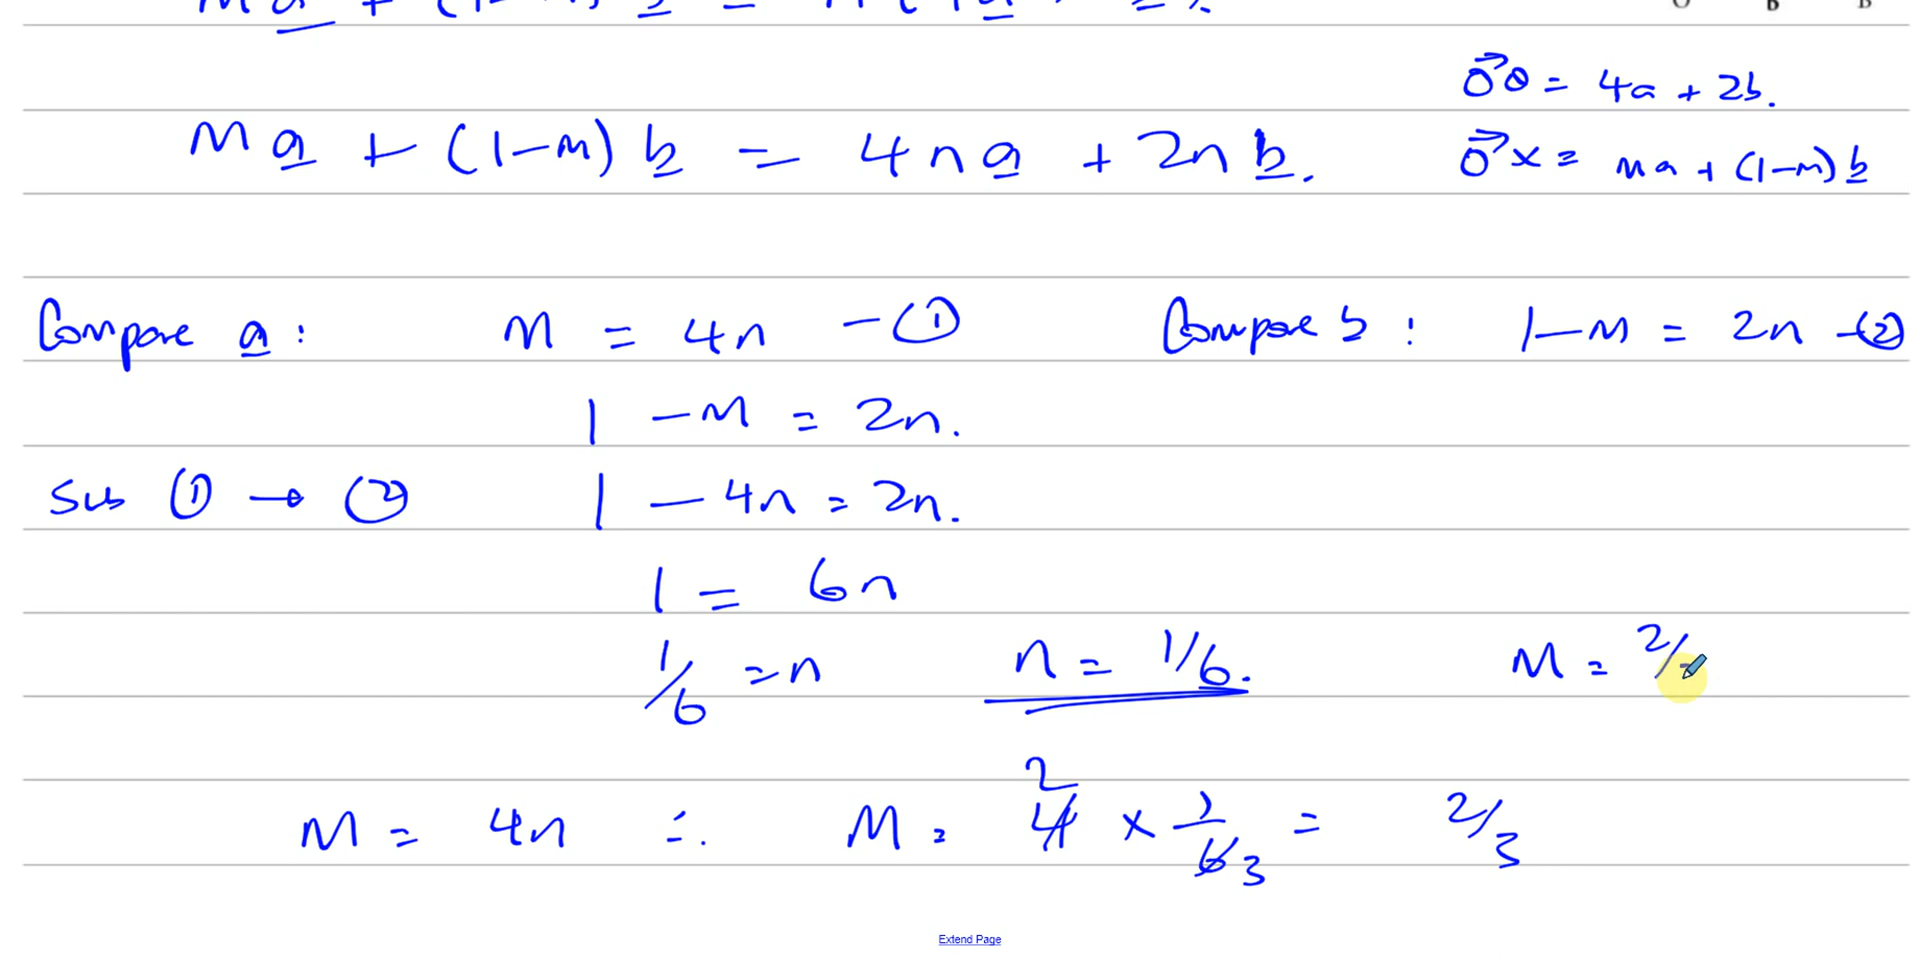 Ma + (1-M) b = 4na + 2nb.
OQ = 4a + 2b.
OX = Ma + (1-M)b
Compare a: M = 4n -①
Compare b: 1-M = 2n -②
1 - M = 2n.
Sub ① → ② 1 - 4n = 2n.
1 = 6n
1/6 = n n = 1/6. M = 2/
M = 4n ∴ M = 2 4 × 1/6 3 = 2/3
Extend Page